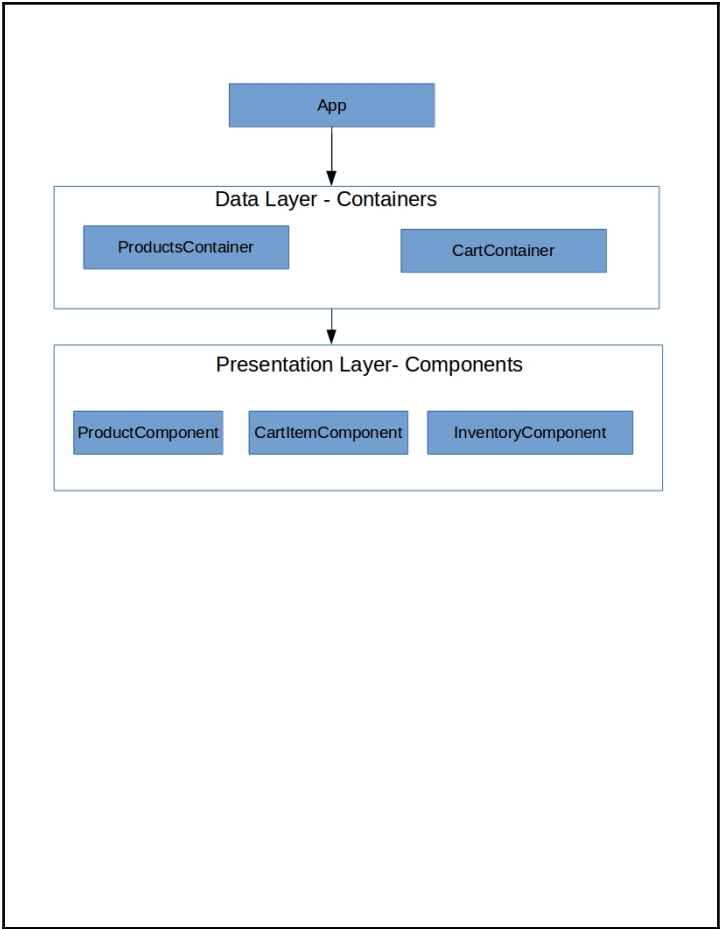 App
Data Layer - Containers
ProductsContainer
CartContainer
Presentation Layer- Components
ProductComponent
CartItemComponent
InventoryComponent